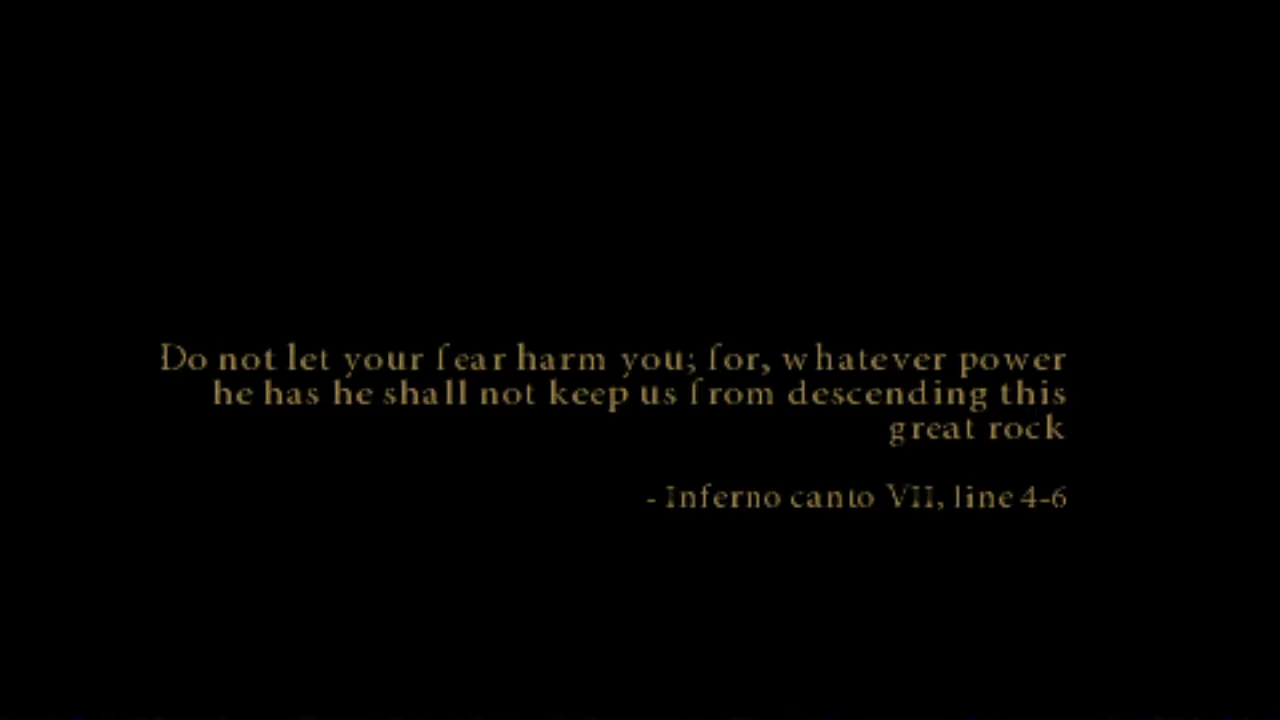 Do not let your fear harm you; for, whatever power
he has he shall not keep us from descending this
great rock
- Inferno canto VII, line 4-6